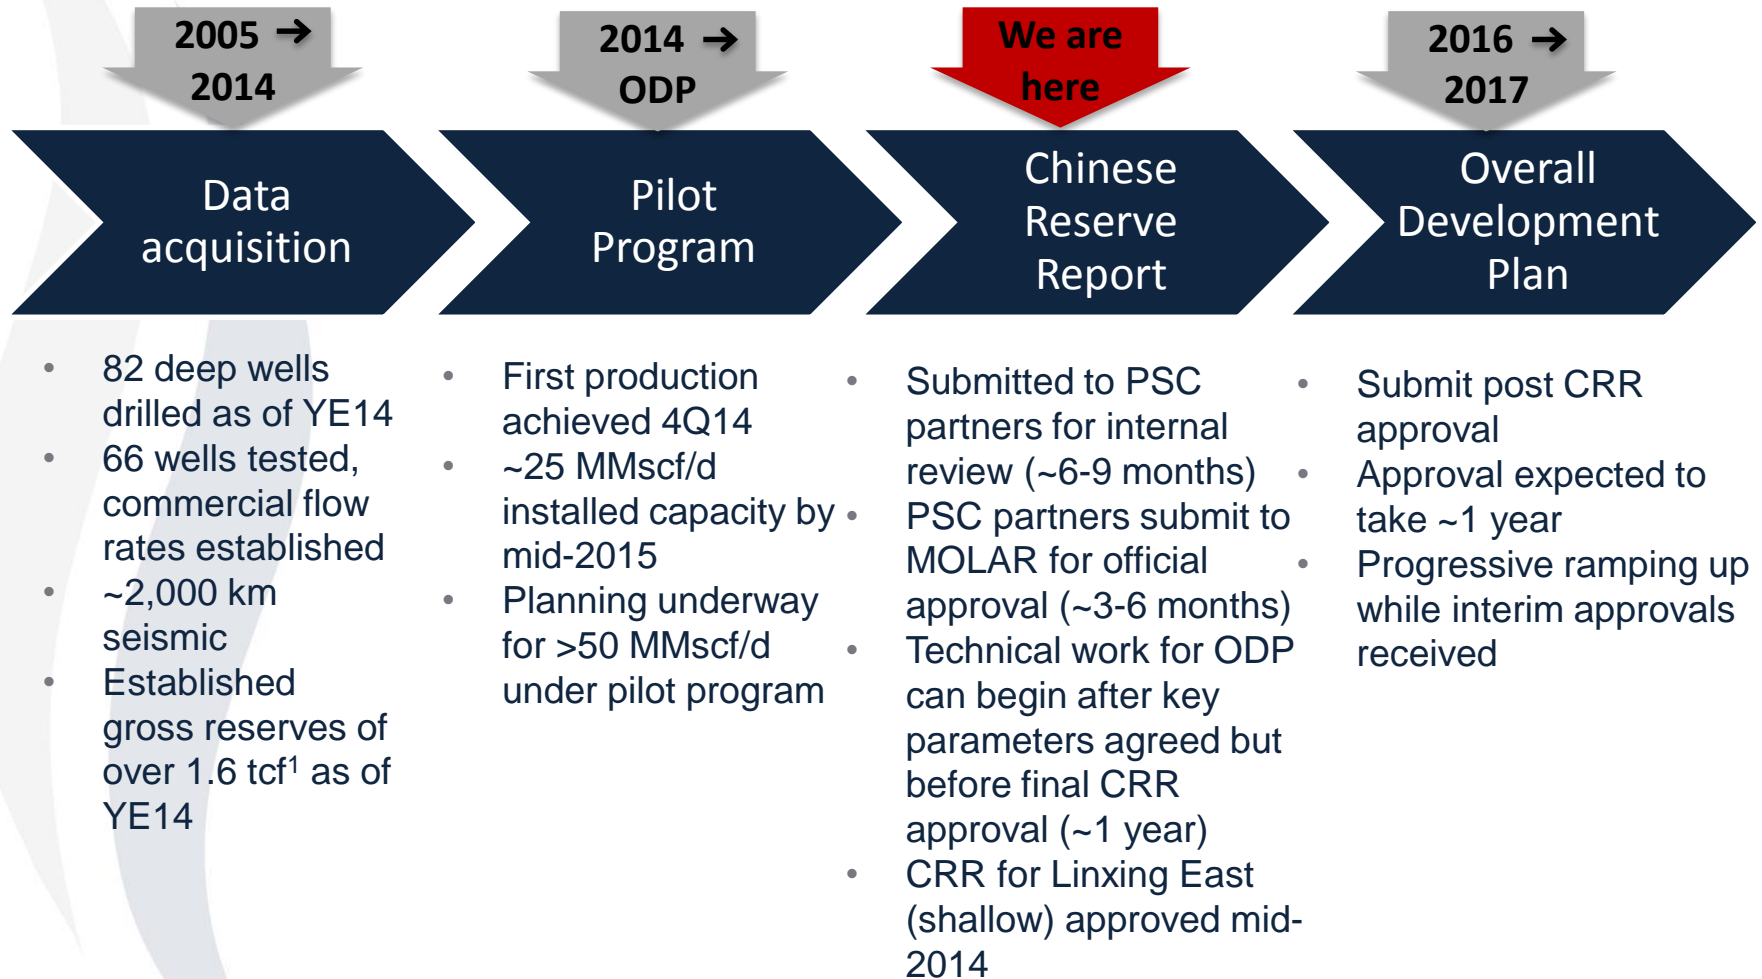 2005 →
2014
2014 →
ODP
We are
here
2016 →
2017
Data
acquisition
Pilot
Program
Chinese
Reserve
Report
Overall
Development
Plan
• 82 deep wells
drilled as of YE14
• 66 wells tested,
commercial flow
rates established
• ~2,000 km
seismic
• Established
gross reserves of
over 1.6 tcf¹ as of
YE14
• First production
achieved 4Q14
• ~25 MMscf/d
installed capacity by
mid-2015
• Planning underway
for >50 MMscf/d
under pilot program
• Submitted to PSC
partners for internal
review (~6-9 months)
• PSC partners submit to
MOLAR for official
approval (~3-6 months)
• Technical work for ODP
can begin after key
parameters agreed but
before final CRR
approval (~1 year)
• CRR for Linxing East
(shallow) approved mid-
2014
• Submit post CRR
approval
• Approval expected to
take ~1 year
• Progressive ramping up
while interim approvals
received